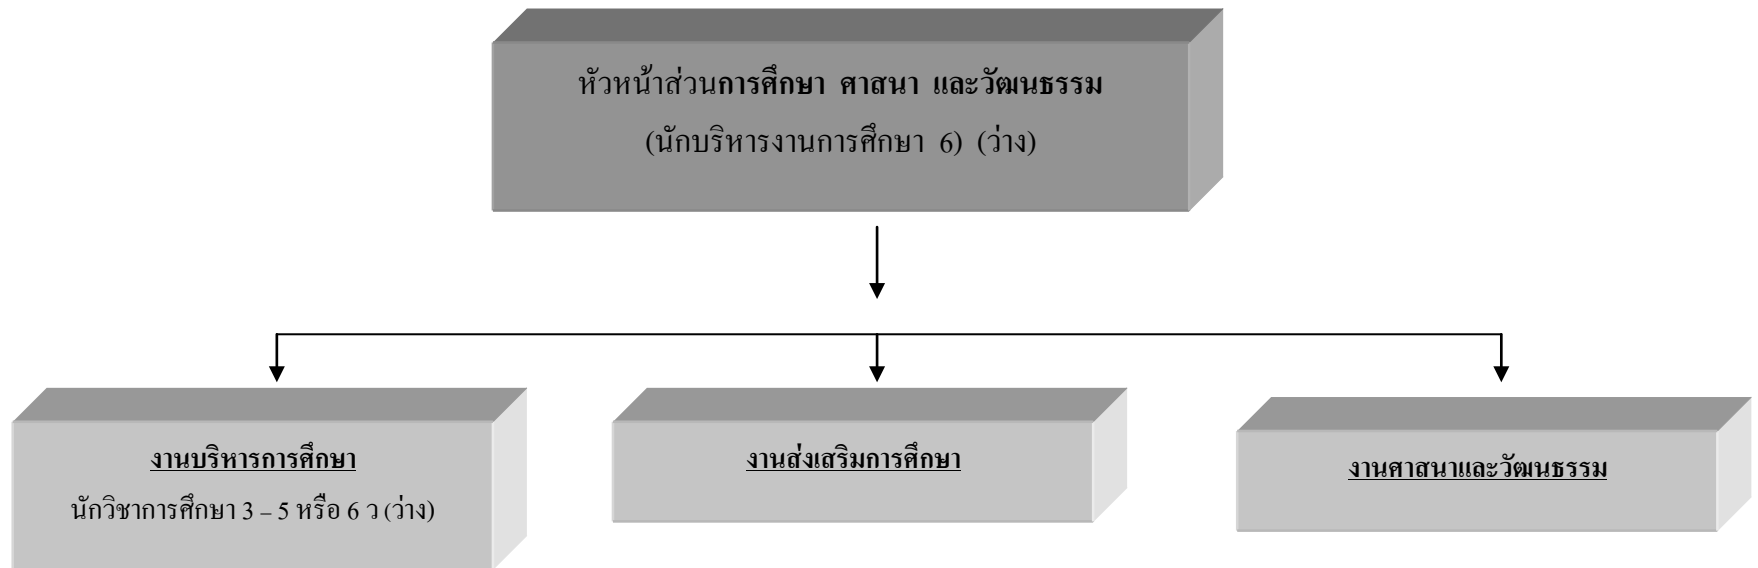 หัวหน้าส่วนการศึกษา ศาสนา และวัฒนธรรม
(นักบริหารงานการศึกษา 6) (ว่าง)
งานบริหารการศึกษา
นักวิชาการศึกษา 3 – 5 หรือ 6 ว (ว่าง)
งานส่งเสริมการศึกษา
งานศาสนาและวัฒนธรรม